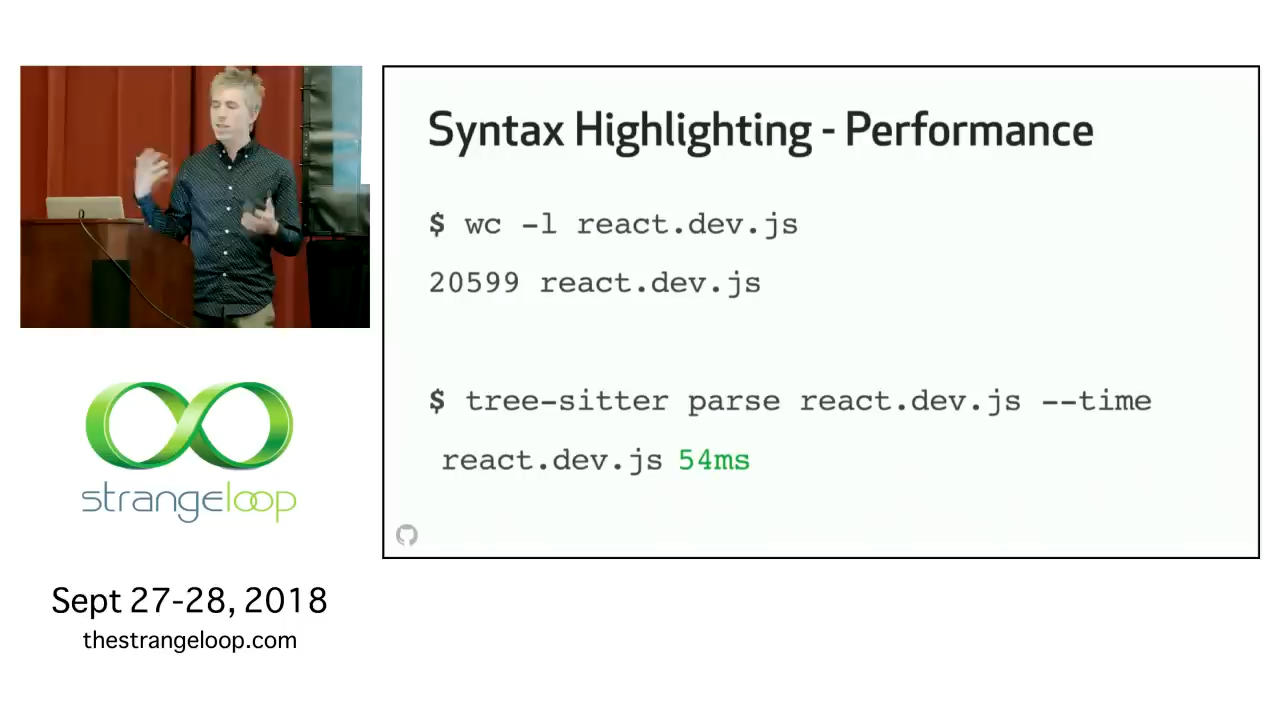 Syntax Highlighting - Performance
$ wc -l react.dev.js
20599 react.dev.js
$ tree-sitter parse react.dev.js --time
react.dev.js 54ms
strangeloop
Sept 27-28, 2018
thestrangeloop.com